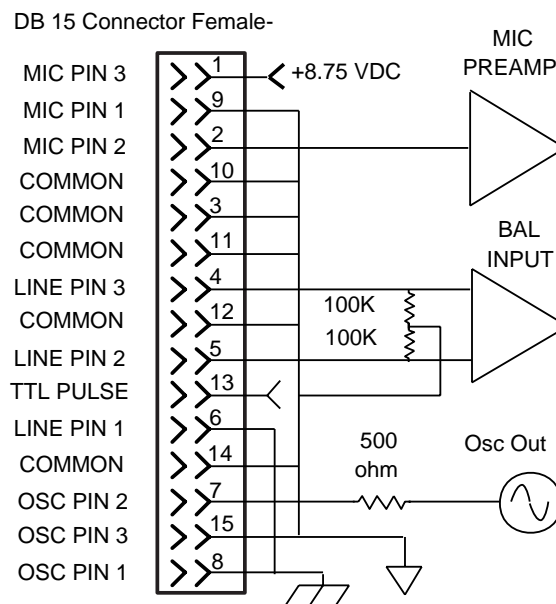 DB 15 Connector Female-
MIC PIN 3 1 +8.75 VDC
MIC PREAMP
MIC PIN 1 9
MIC PIN 2 2
COMMON 10
COMMON 3
COMMON 11
BAL INPUT
LINE PIN 3 4
100K
COMMON 12
100K
LINE PIN 2 5
TTL PULSE 13
LINE PIN 1 6
500 ohm
Osc Out
COMMON 14
OSC PIN 2 7
OSC PIN 3 15
OSC PIN 1 8